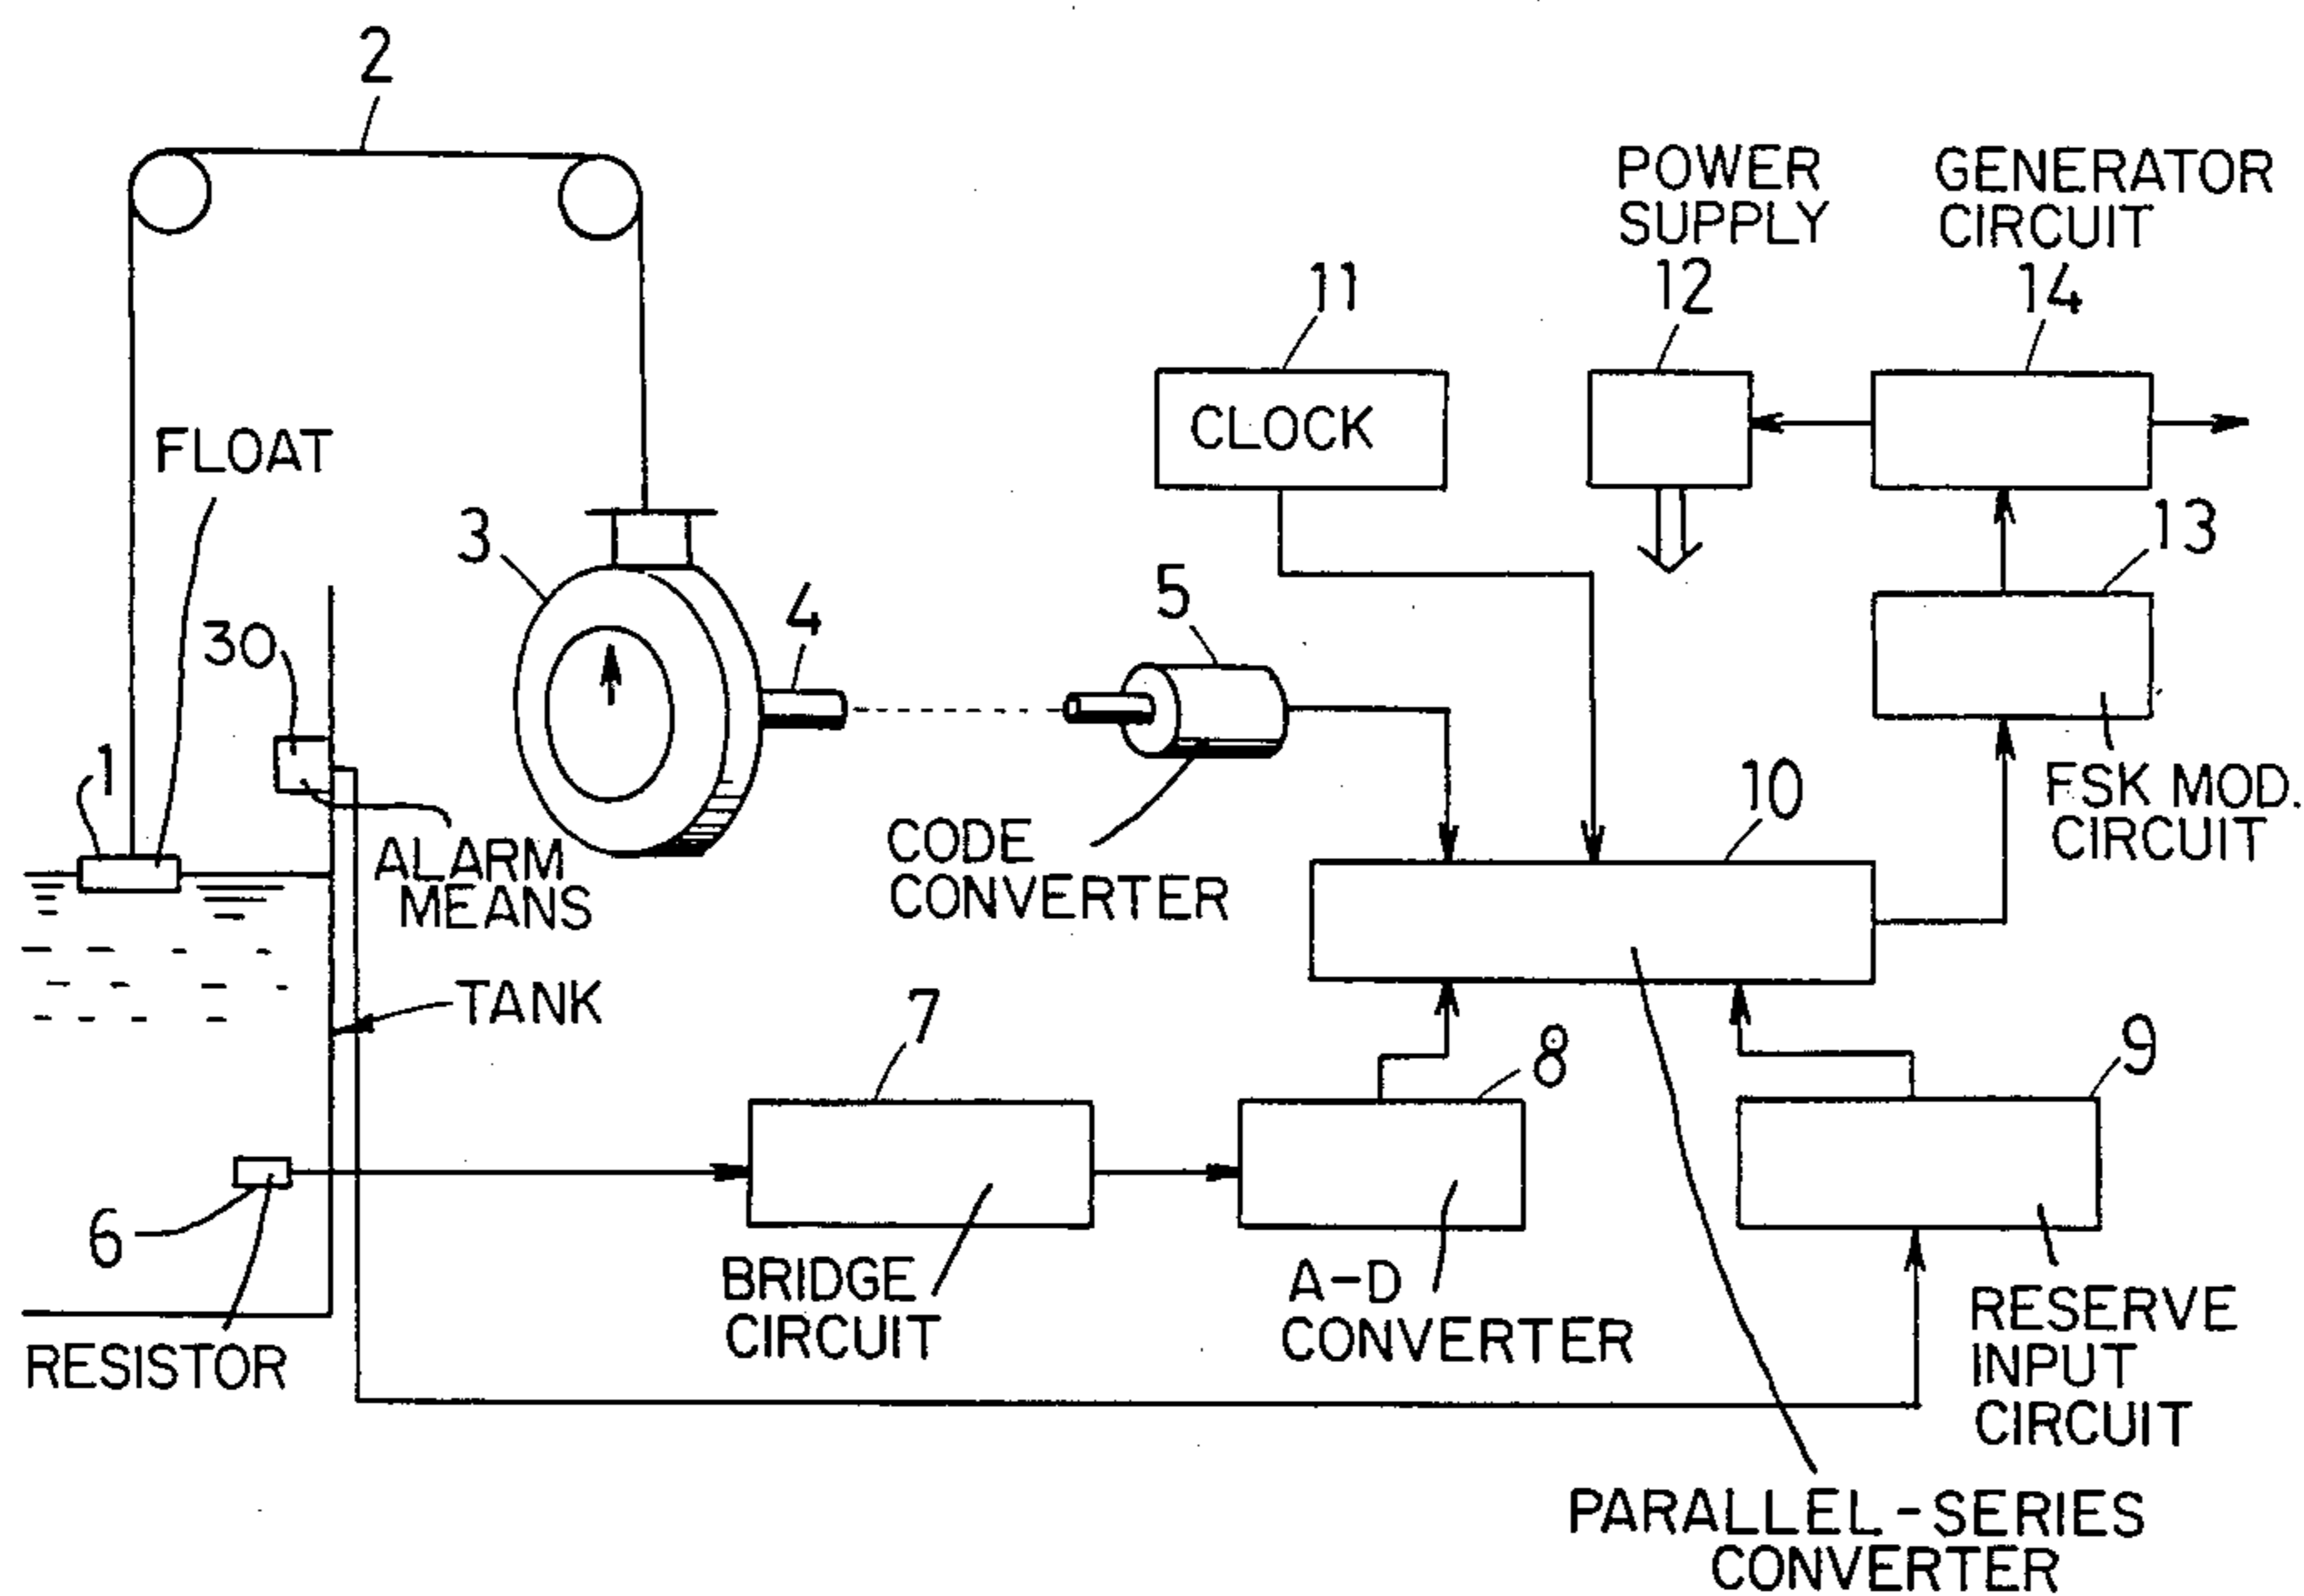 2
POWER
SUPPLY
12
GENERATOR
CIRCUIT
14
11
CLOCK
FLOAT
3
13
4
5
30
1
FSK MOD.
CIRCUIT
10
CODE
CONVERTER
ALARM
MEANS
TANK
7
8
9
6
BRIDGE
CIRCUIT
A-D
CONVERTER
RESERVE
INPUT
CIRCUIT
RESISTOR
PARALLEL-SERIES
CONVERTER